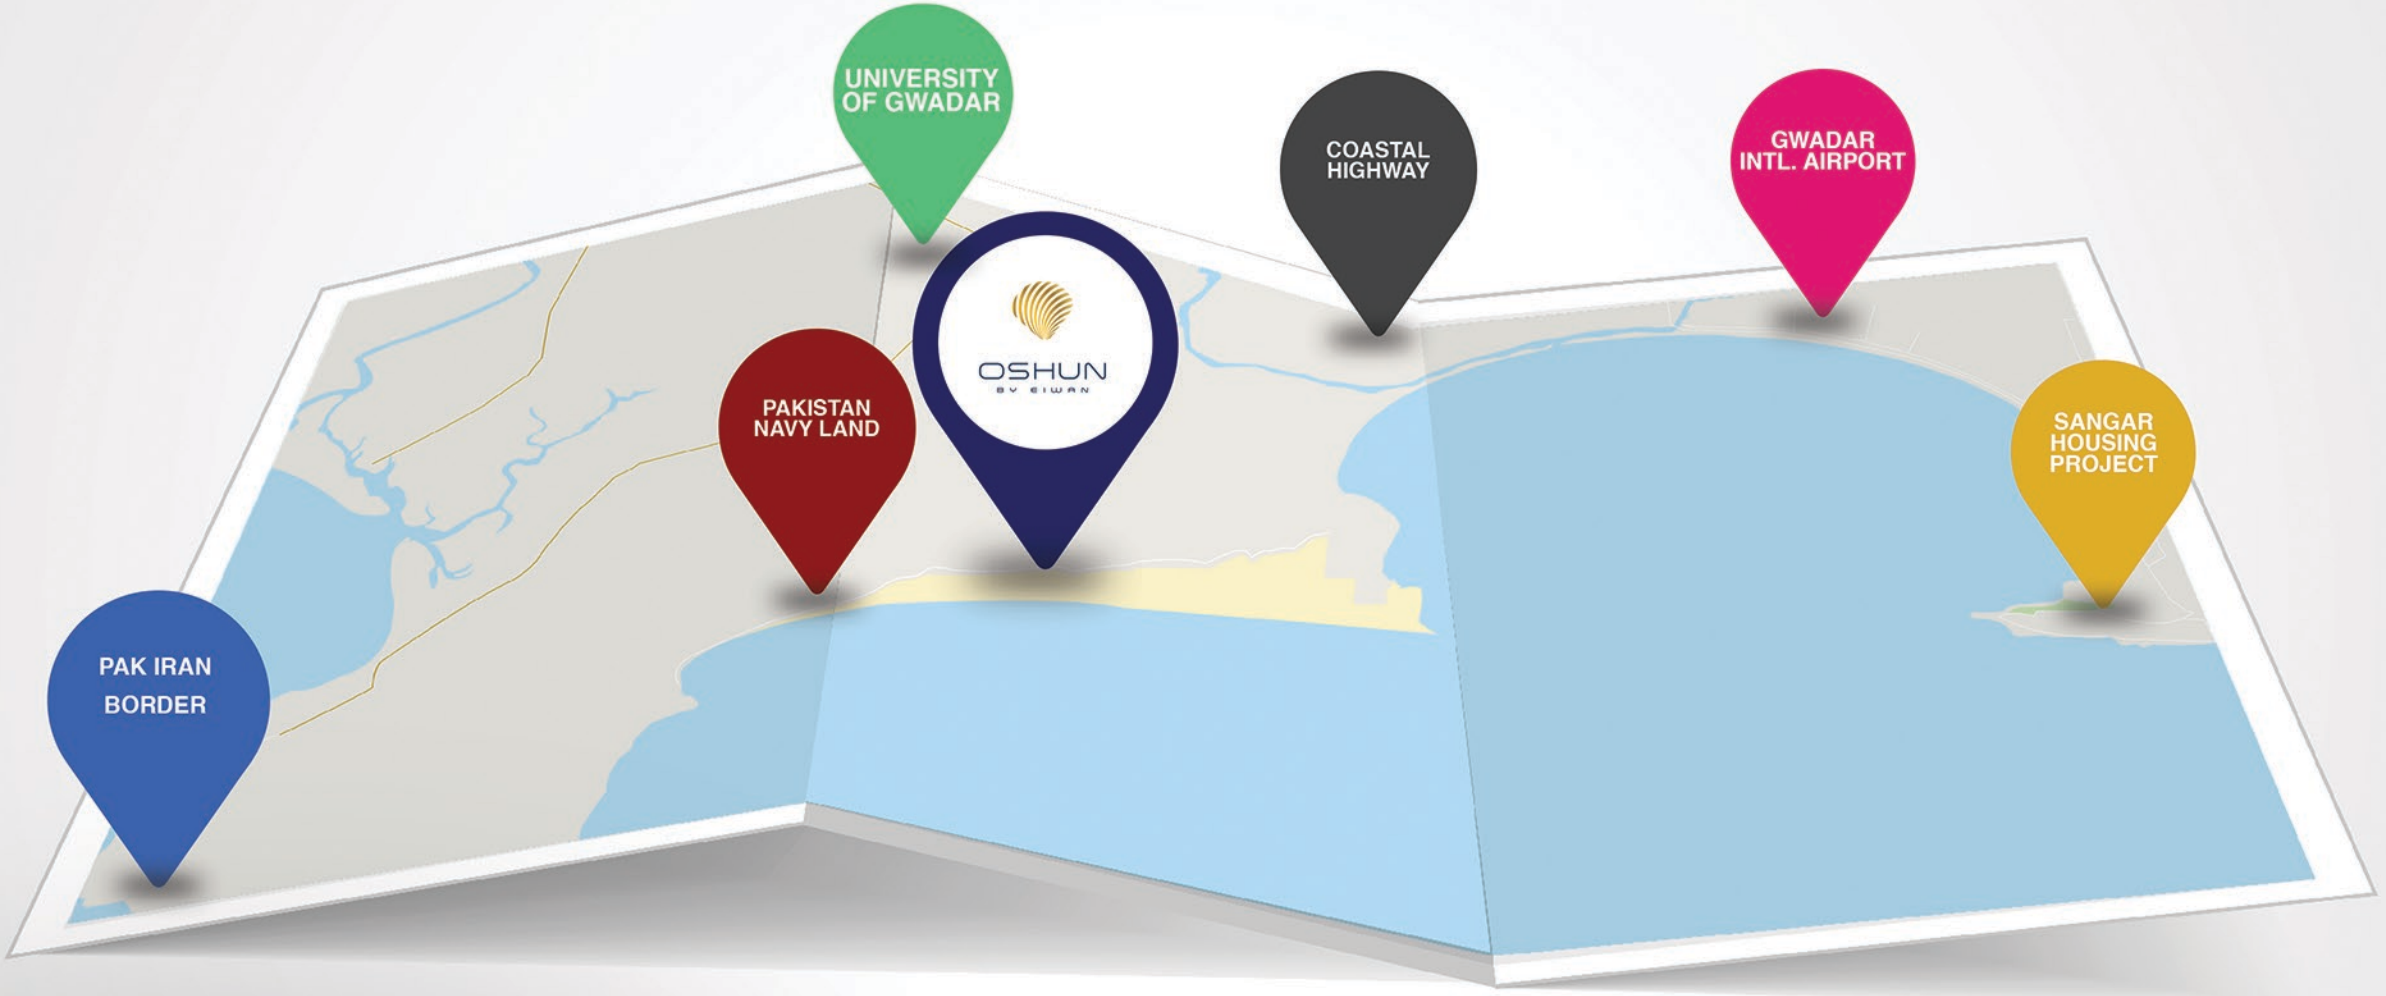 UNIVERSITY
OF GWADAR
COASTAL
HIGHWAY
GWADAR
INTL. AIRPORT
OSHUN
BY EIWAN
PAKISTAN
NAVY LAND
SANGAR
HOUSING
PROJECT
PAK IRAN
BORDER